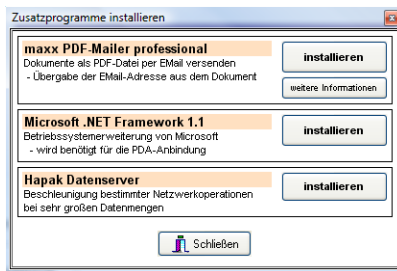 Zusatzprogramme installieren
maxx PDF-Mailer professional
Dokumente als PDF-Datei per EMail versenden
- Übergabe der EMail-Adresse aus dem Dokument
installieren
weitere Informationen
Microsoft .NET Framework 1.1
Betriebssystemerweiterung von Microsoft
- wird benötigt für die PDA-Anbindung
installieren
Hapak Datenserver
Beschleunigung bestimmter Netzwerkoperationen
bei sehr großen Datenmengen
installieren
Schließen